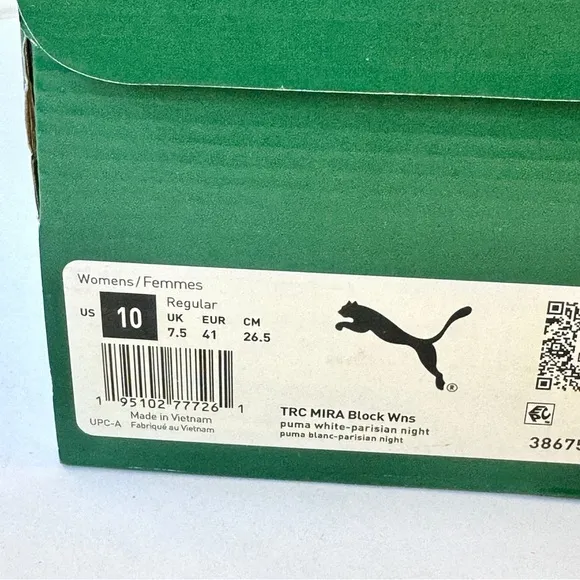 Womens/Femmes
US 10 Regular
UK EUR CM
7.5 41 26.5
1 95102 77726 1
UPC-A Made in Vietnam
Fabriqué au Vietnam
®
TRC MIRA Block Wns
puma white-parisian night
puma blanc-parisian night
38675